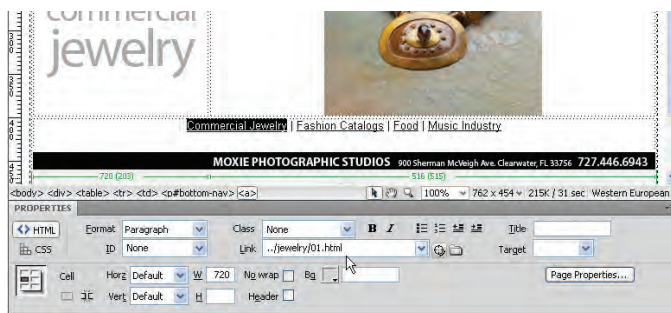 commercial
jewelry
Commercial Jewelry | Fashion Catalogs | Food | Music Industry
MOXIE PHOTOGRAPHIC STUDIOS 900 Sherman McVeigh Ave. Clearwater, FL 33756 727.446.6943
720 (203) 516 (515)
<body> <div> <table> <tr> <td> <p#bottom-nav> <a> 100% 762 x 454 215K / 31 sec Western European
PROPERTIES
<> HTML Format Paragraph Class None B I Title
CSS ID None Link ../jewelry/01.html Target
Cell Horz Default W 720 No wrap Bg Page Properties...
Vert Default H Header